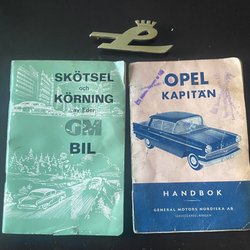 SKÖTSEL
och
KÖRNING
av Eder
GM
BIL
OPEL
KAPITÄN
HANDBOK
GENERAL MOTORS NORDISKA AB.